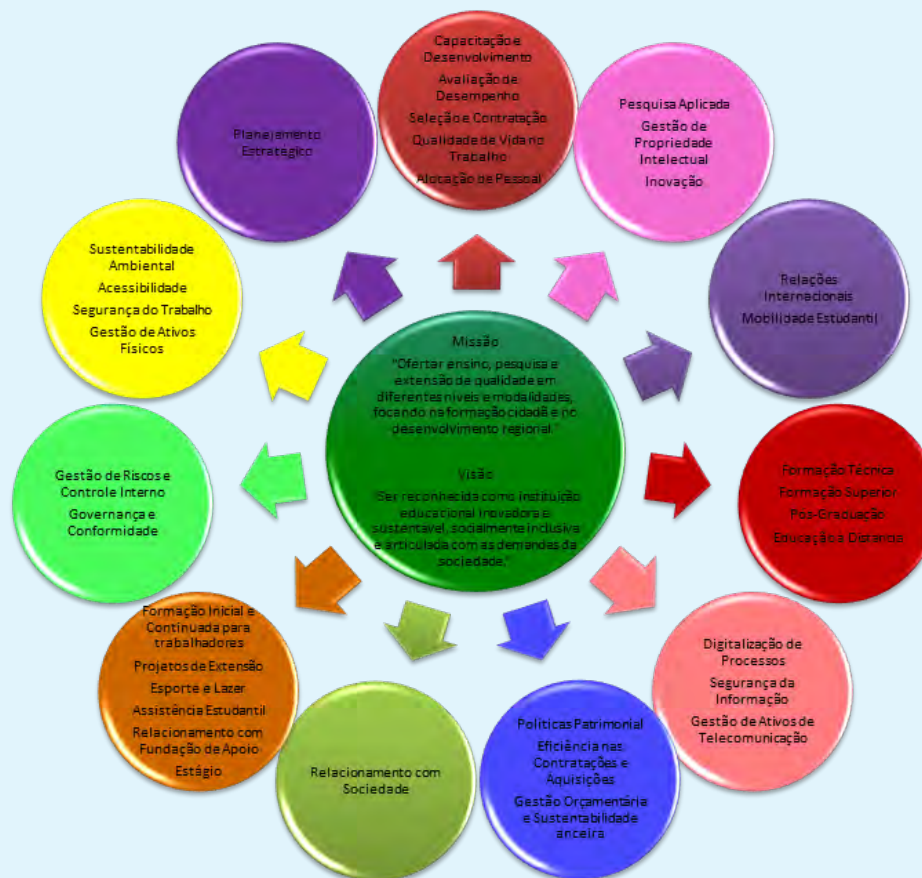 Capacitação e
Desenvolvimento
Avaliação de
Desempenho
Seleção e Contratação
Qualidade de Vida no
Trabalho
Alocação de Pessoal
Pesquisa Aplicada
Gestão de
Propriedade
Intelectual
Inovação
Relações
Internacionais
Mobilidade Estudantil
Formação Técnica
Formação Superior
Pós-Graduação
Educação a Distância
Digitalização de
Processos
Segurança da
Informação
Gestão de Ativos de
Telecomunicação
Políticas Patrimonial
Eficiência nas
Contratações e
Aquisições
Gestão Orçamentária
e Sustentabilidade
anceira
Relacionamento com
Sociedade
Formação Inicial e
Continuada para
trabalhadores
Projetos de Extensão
Esporte e Lazer
Assistência Estudantil
Relacionamento com
Fundação de Apoio
Estágio
Gestão de Riscos e
Controle Interno
Governança e
Conformidade
Sustentabilidade
Ambiental
Acessibilidade
Segurança do Trabalho
Gestão de Ativos
Físicos
Planejamento
Estratégico
Missão
"Ofertar ensino, pesquisa e
extensão de qualidade em
diferentes níveis e modalidades,
focando na formação cidadã e no
desenvolvimento regional."
Visão
"Ser reconhecida como instituição
educacional inovadora e
sustentável, socialmente inclusiva
e articulada com as demandas da
sociedade."